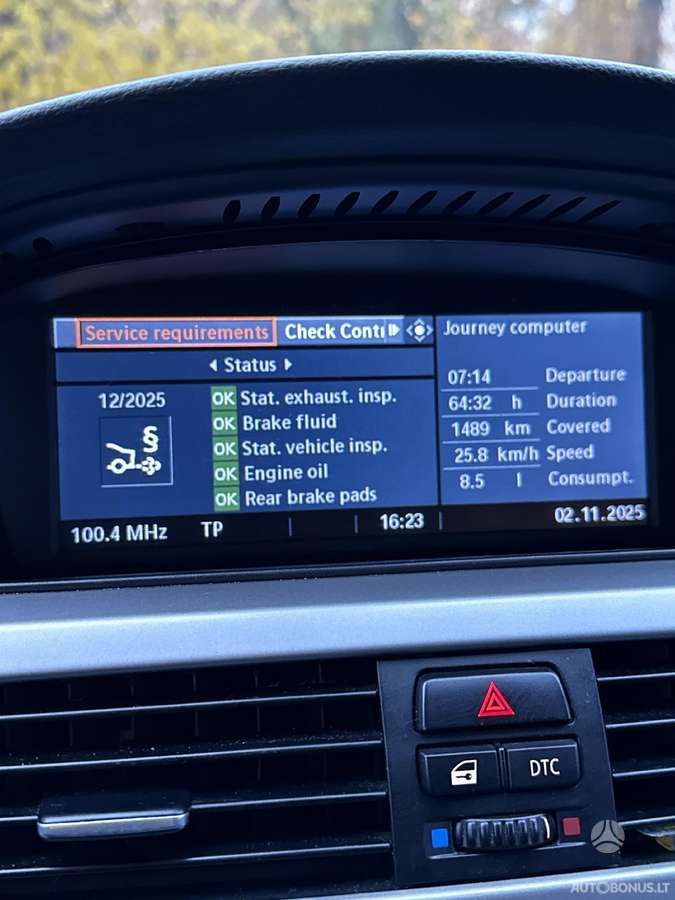 Service requirements Check Contr
Journey computer
Status
12/2025
OK Stat. exhaust. insp.
OK Brake fluid
OK Stat. vehicle insp.
OK Engine oil
OK Rear brake pads
§
07:14 Departure
64:32 h Duration
1489 km Covered
25.8 km/h Speed
8.5 l Consumpt.
100.4 MHz TP 16:23 02.11.2025
DTC
AUTOBONUS.LT